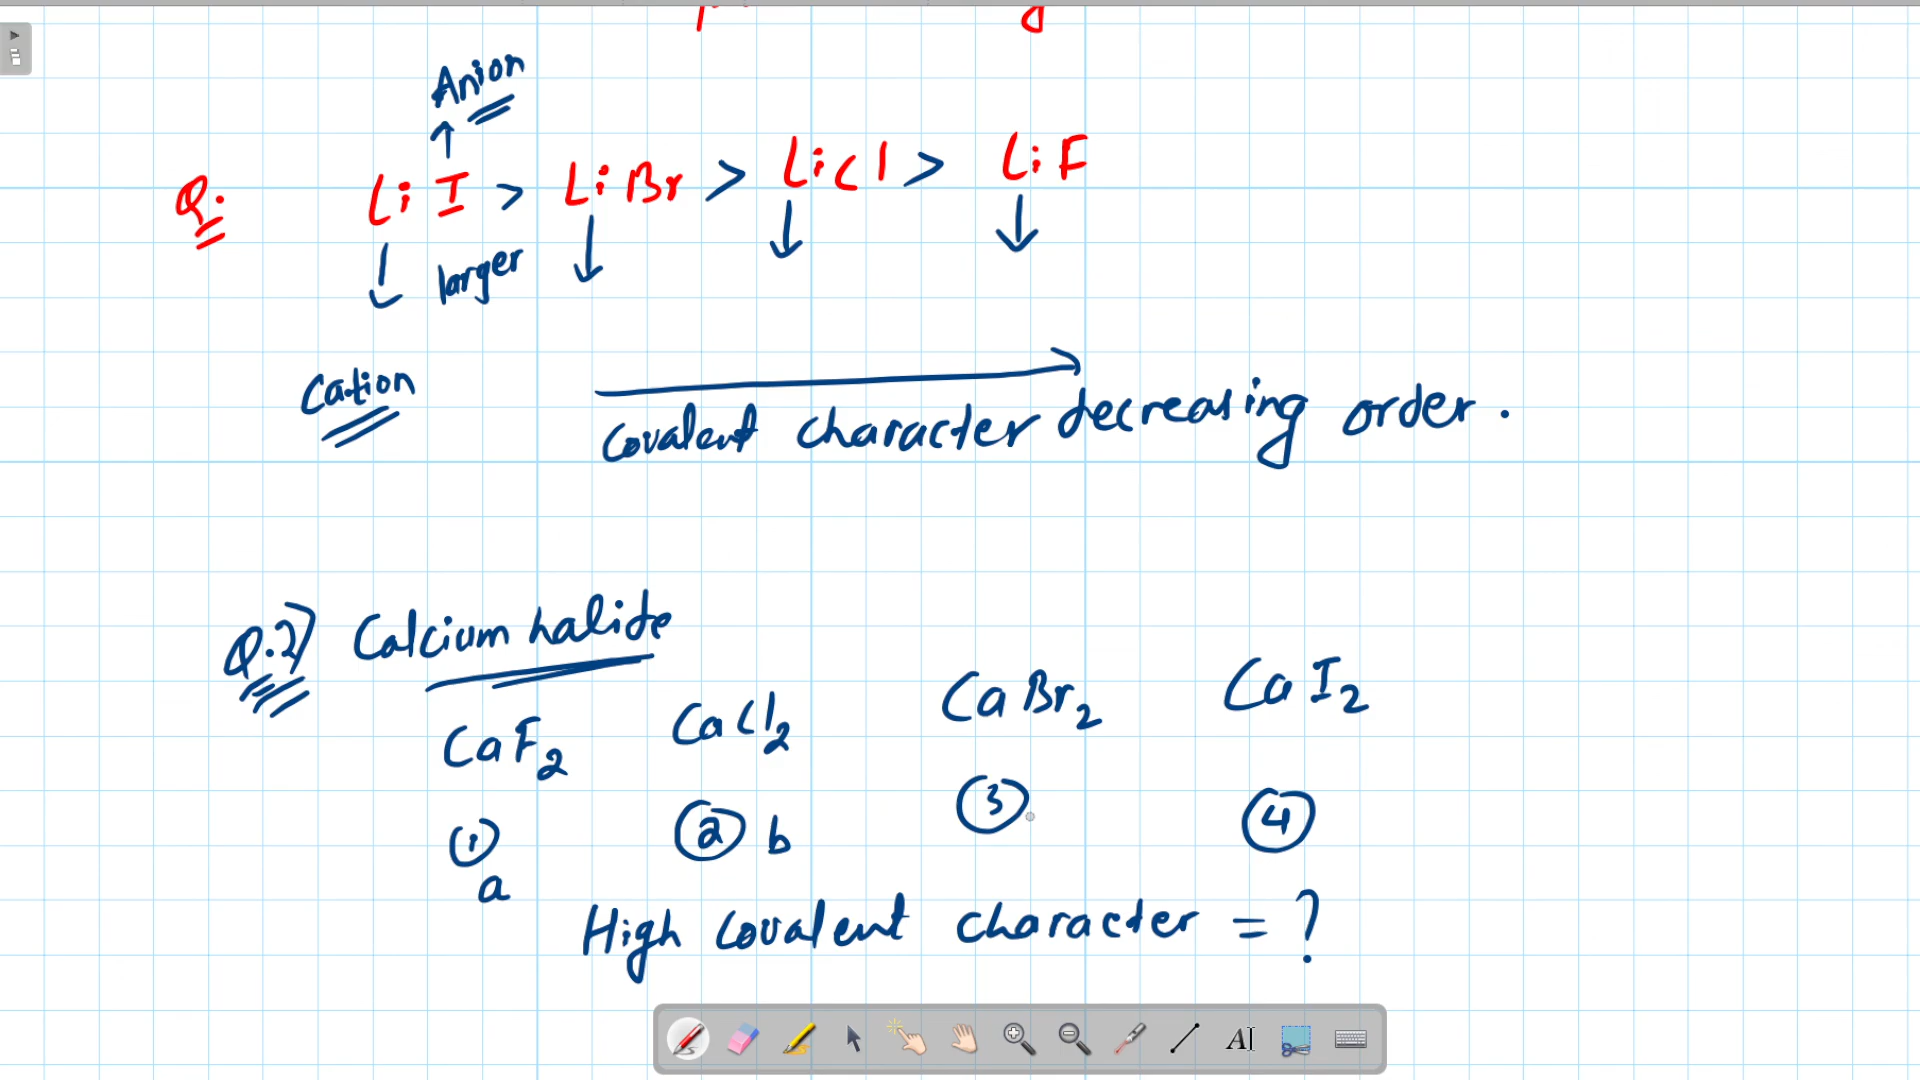 Anion
Q. LiI > LiBr > LiCl > LiF
larger
Cation
Covalent character decreasing order.
Q.2) Calcium halide
CaF2 CaCl2 CaBr2 CaI2
1 2 b 3 4
a
High covalent character = ?
AI